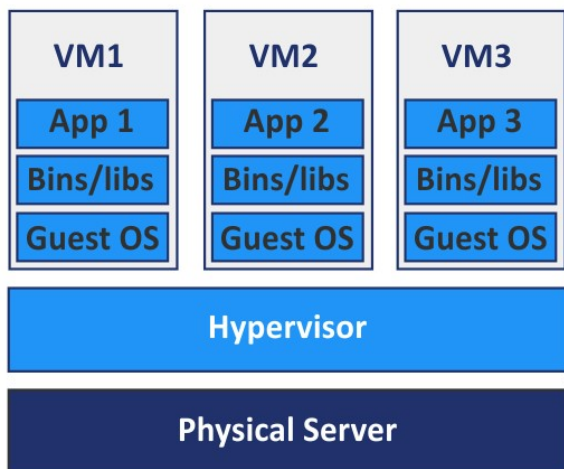 VM1 VM2 VM3
App 1 App 2 App 3
Bins/libs Bins/libs Bins/libs
Guest OS Guest OS Guest OS
Hypervisor
Physical Server